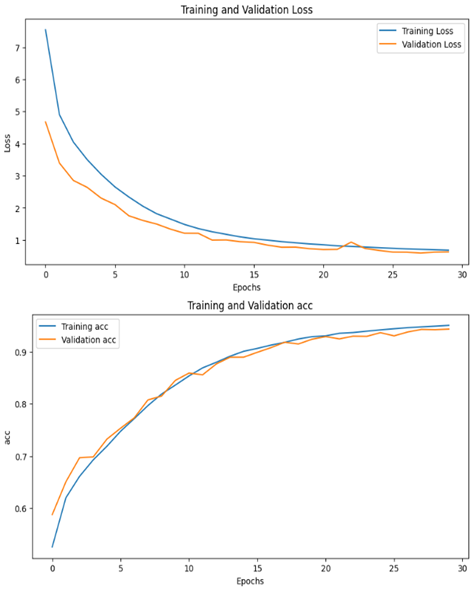 Training and Validation Loss
Training Loss
Validation Loss
7
6
5
4
3
2
1
Loss
0 5 10 15 20 25 30
Epochs
Training and Validation acc
Training acc
Validation acc
0.9
0.8
0.7
0.6
acc
0 5 10 15 20 25 30
Epochs